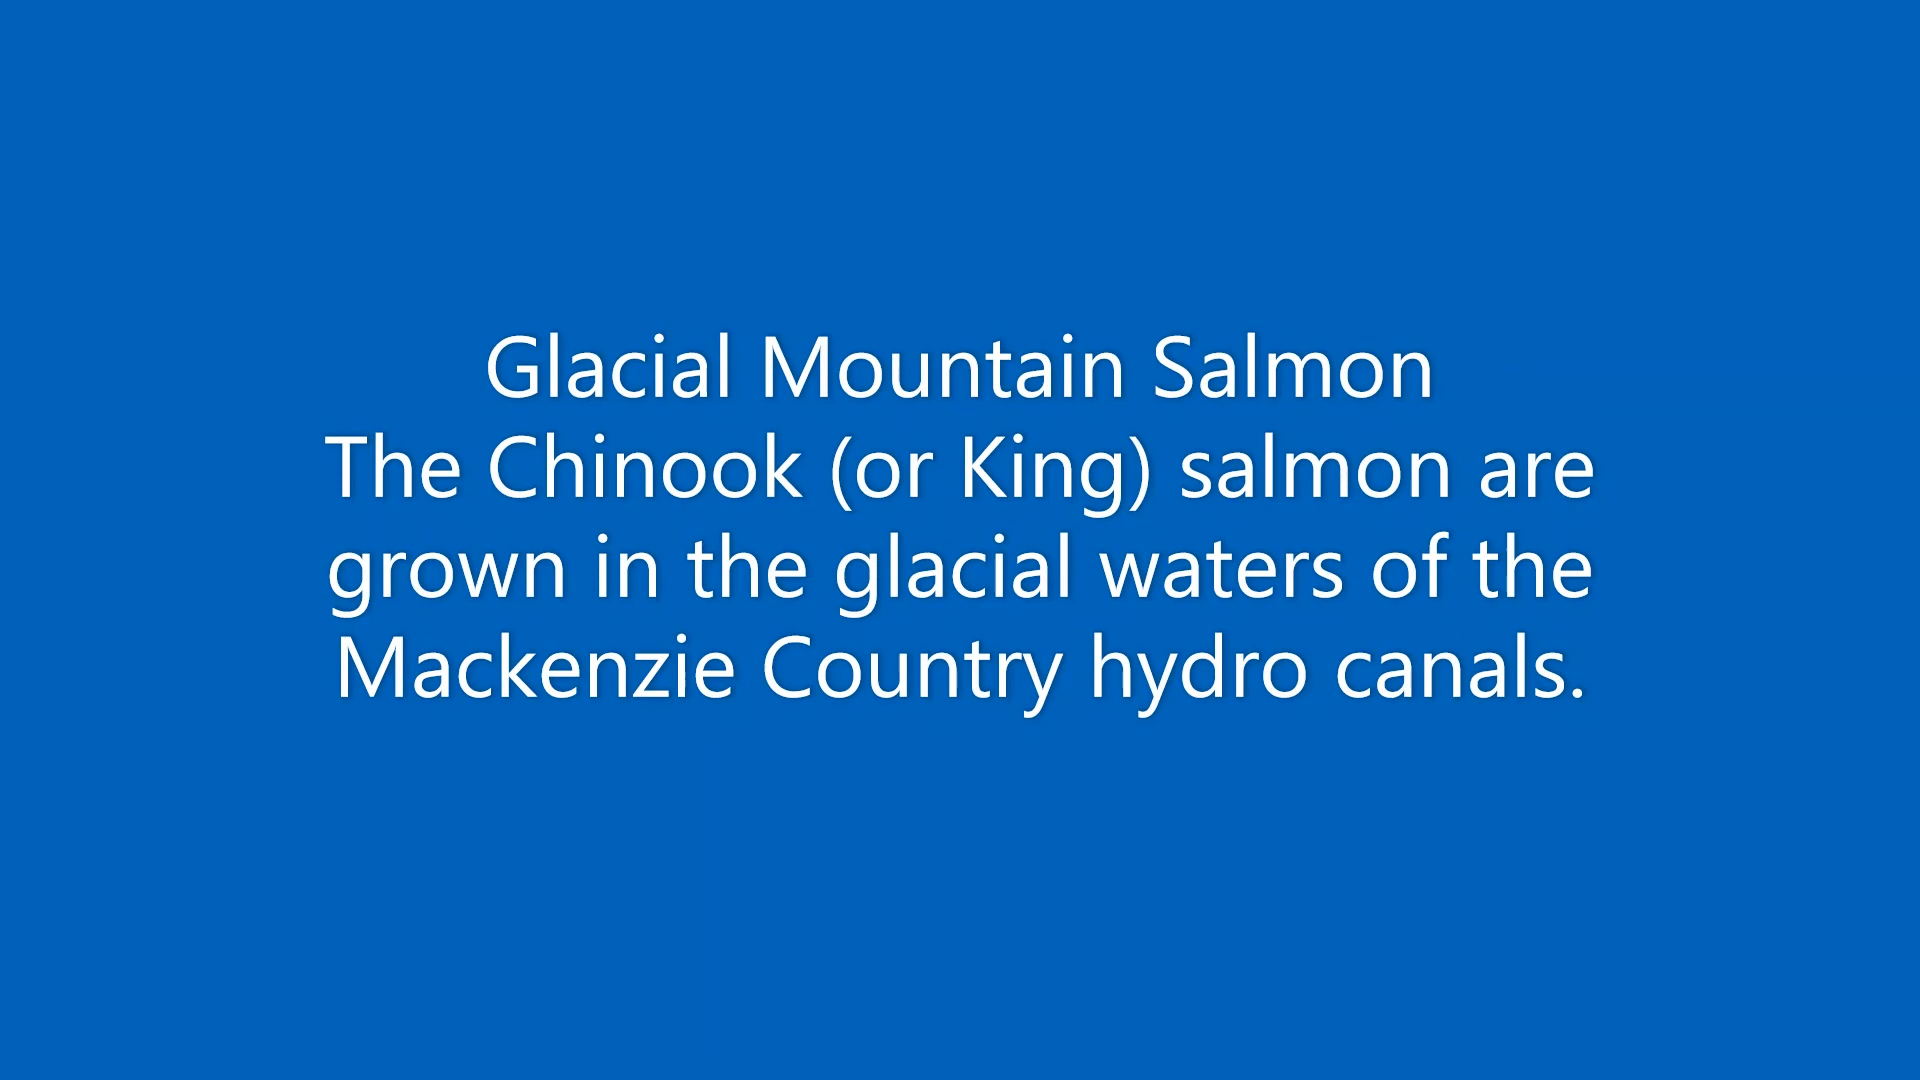 Glacial Mountain Salmon
The Chinook (or King) salmon are
grown in the glacial waters of the
Mackenzie Country hydro canals.